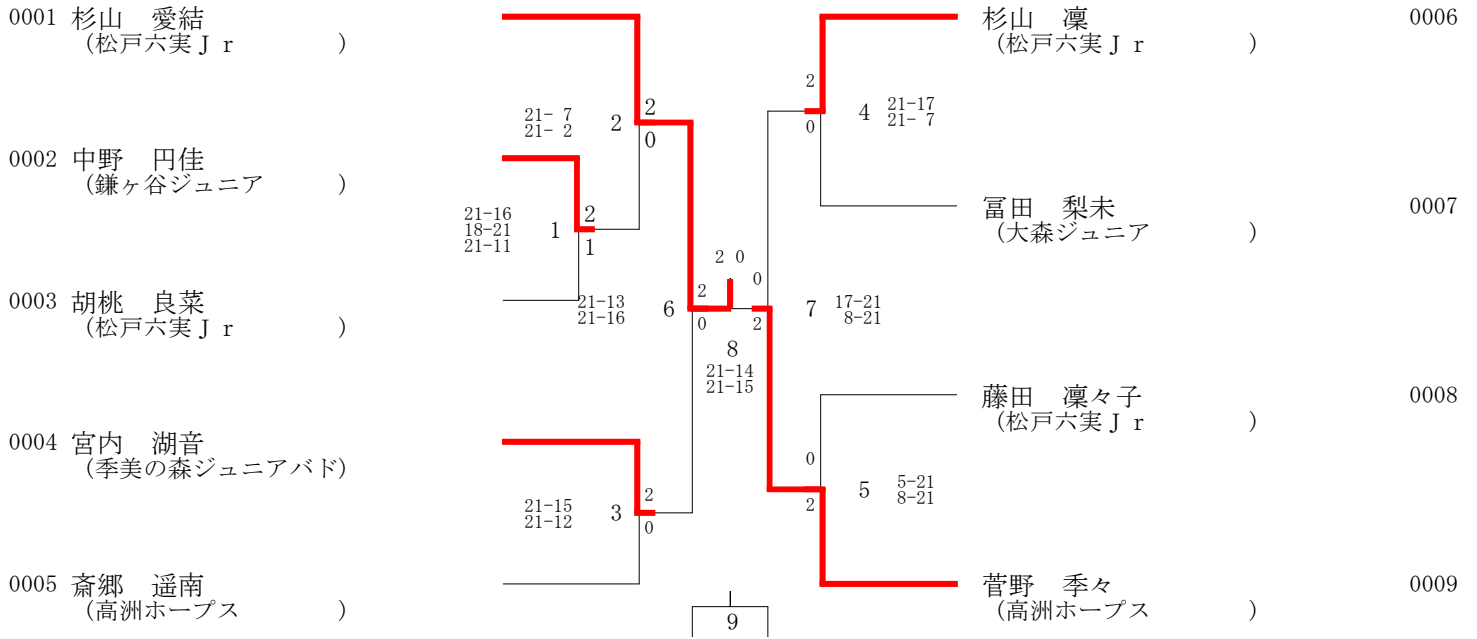 0001 杉山　愛結
(松戸六実Ｊｒ　　　　)
21- 7
21- 2
2
2
0
0002 中野　円佳
(鎌ヶ谷ジュニア　　　)
21-16
18-21
21-11
1
2
1
0003 胡桃　良菜
(松戸六実Ｊｒ　　　　)
21-13
21-16
6
2
0
0004 宮内　湖音
(季美の森ジュニアバド)
21-15
21-12
3
2
0
0005 斎郷　遥南
(高洲ホープス　　　　)
2 0
8
21-14
21-15
9
杉山　凜 0006
(松戸六実Ｊｒ　　　　)
2
0
4
21-17
21- 7
冨田　梨未 0007
(大森ジュニア　　　　)
0
2
7
17-21
8-21
藤田　凜々子 0008
(松戸六実Ｊｒ　　　　)
0
2
5
5-21
8-21
菅野　季々 0009
(高洲ホープス　　　　)